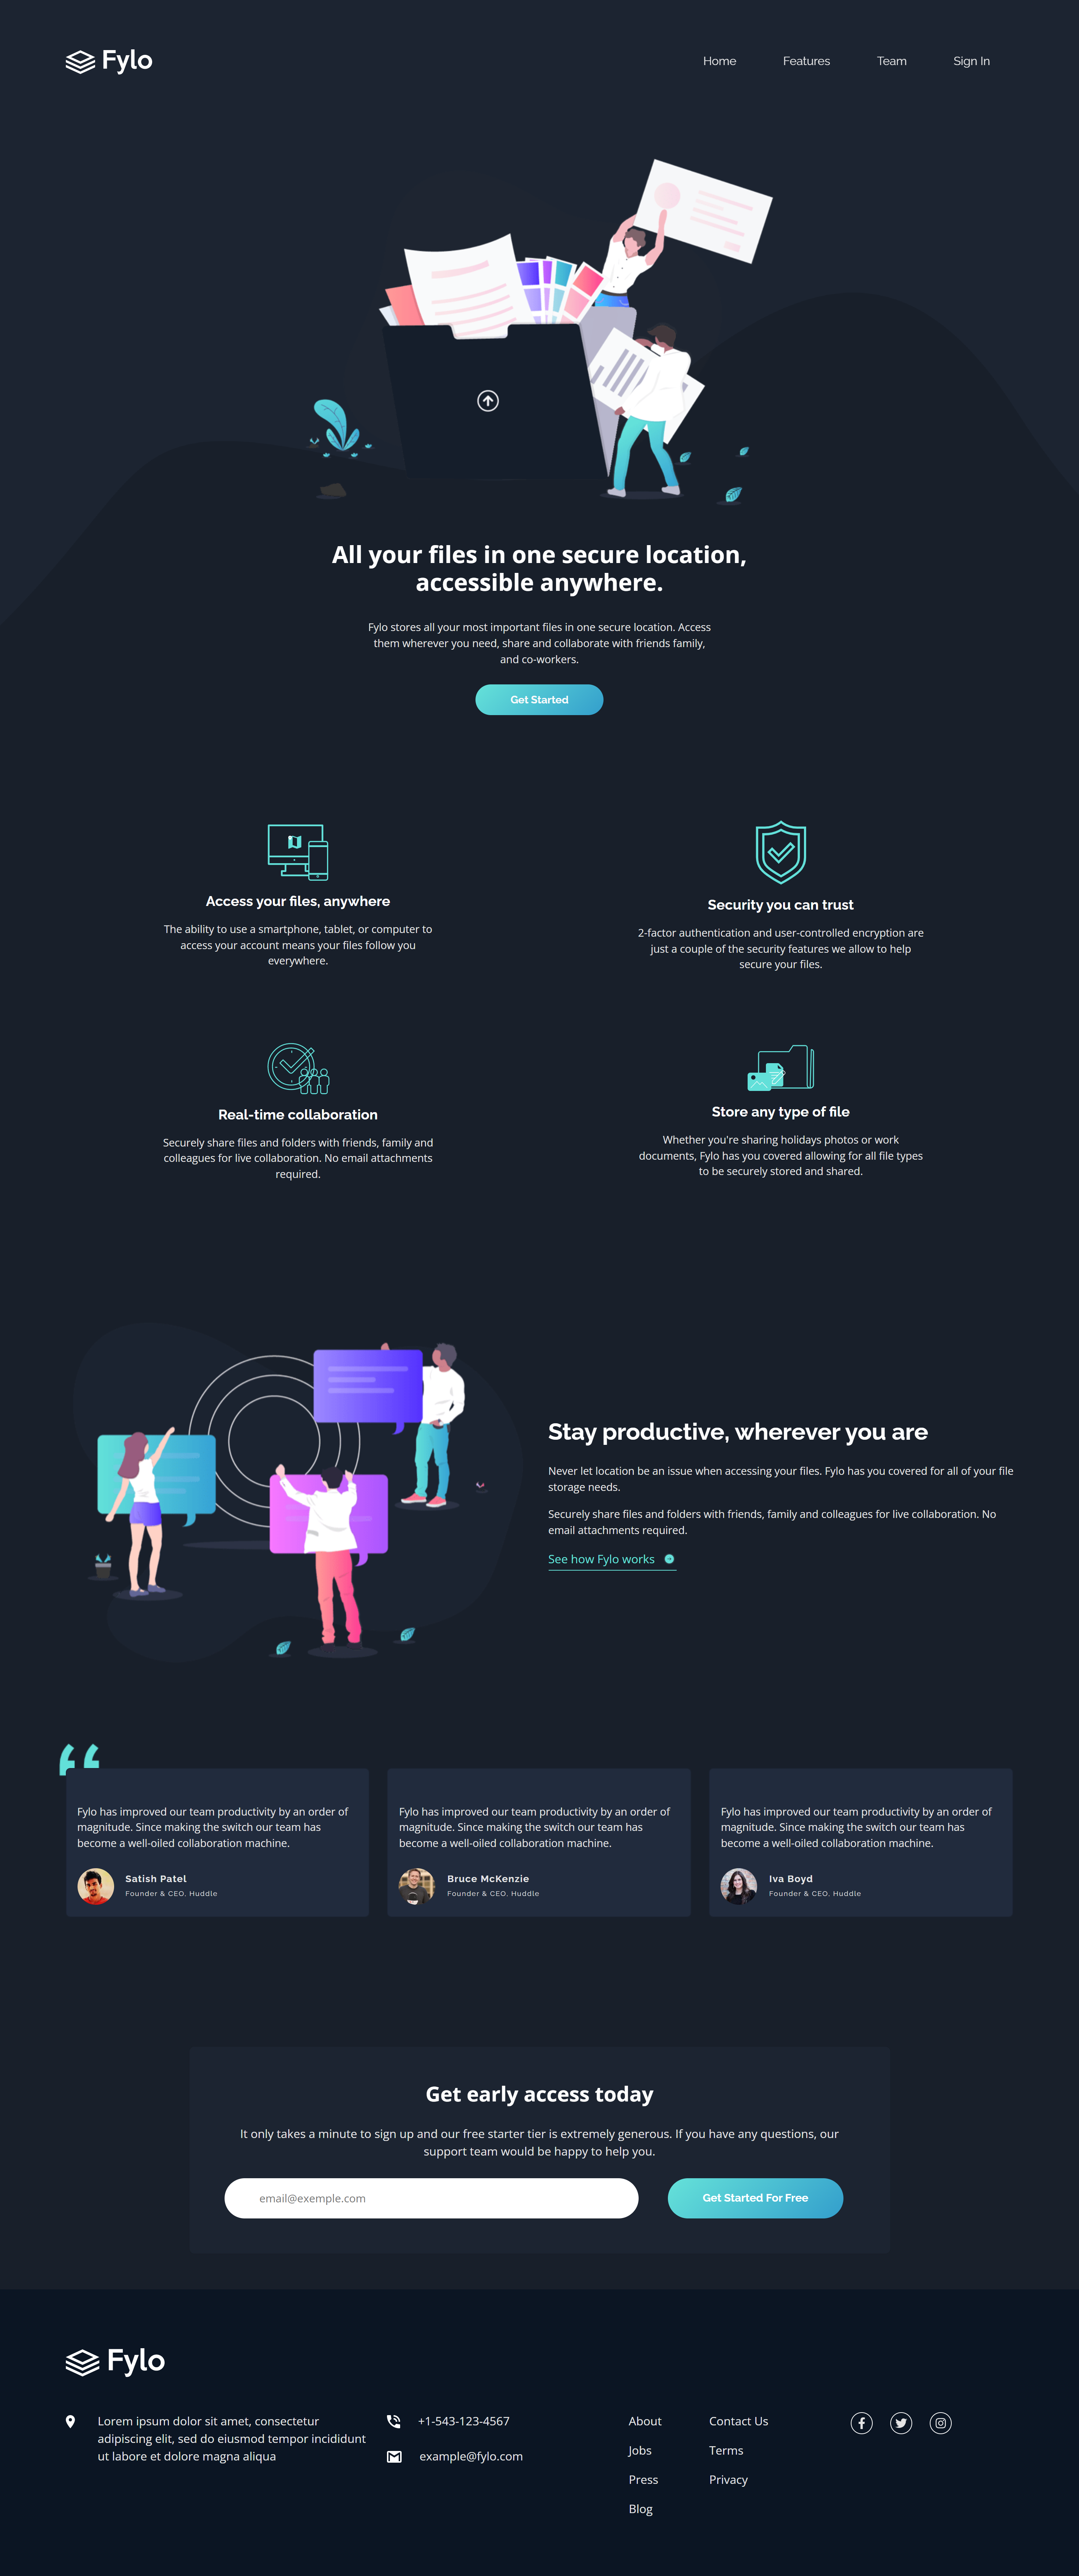 Fylo
Home
Features
Team
Sign In
All your files in one secure location,
accessible anywhere.
Fylo stores all your most important files in one secure location. Access
them wherever you need, share and collaborate with friends family,
and co-workers.
Get Started
Access your files, anywhere
The ability to use a smartphone, tablet, or computer to
access your account means your files follow you
everywhere.
Security you can trust
2-factor authentication and user-controlled encryption are
just a couple of the security features we allow to help
secure your files.
Real-time collaboration
Securely share files and folders with friends, family and
colleagues for live collaboration. No email attachments
required.
Store any type of file
Whether you're sharing holidays photos or work
documents, Fylo has you covered allowing for all file types
to be securely stored and shared.
Stay productive, wherever you are
Never let location be an issue when accessing your files. Fylo has you covered for all of your file
storage needs.
Securely share files and folders with friends, family and colleagues for live collaboration. No
email attachments required.
See how Fylo works
Fylo has improved our team productivity by an order of
magnitude. Since making the switch our team has
become a well-oiled collaboration machine.
Satish Patel
Founder & CEO, Huddle
Fylo has improved our team productivity by an order of
magnitude. Since making the switch our team has
become a well-oiled collaboration machine.
Bruce McKenzie
Founder & CEO, Huddle
Fylo has improved our team productivity by an order of
magnitude. Since making the switch our team has
become a well-oiled collaboration machine.
Iva Boyd
Founder & CEO, Huddle
Get early access today
It only takes a minute to sign up and our free starter tier is extremely generous. If you have any questions, our
support team would be happy to help you.
email@exemple.com
Get Started For Free
Fylo
Lorem ipsum dolor sit amet, consectetur
adipiscing elit, sed do eiusmod tempor incididunt
ut labore et dolore magna aliqua
+1-543-123-4567
example@fylo.com
About
Jobs
Press
Blog
Contact Us
Terms
Privacy